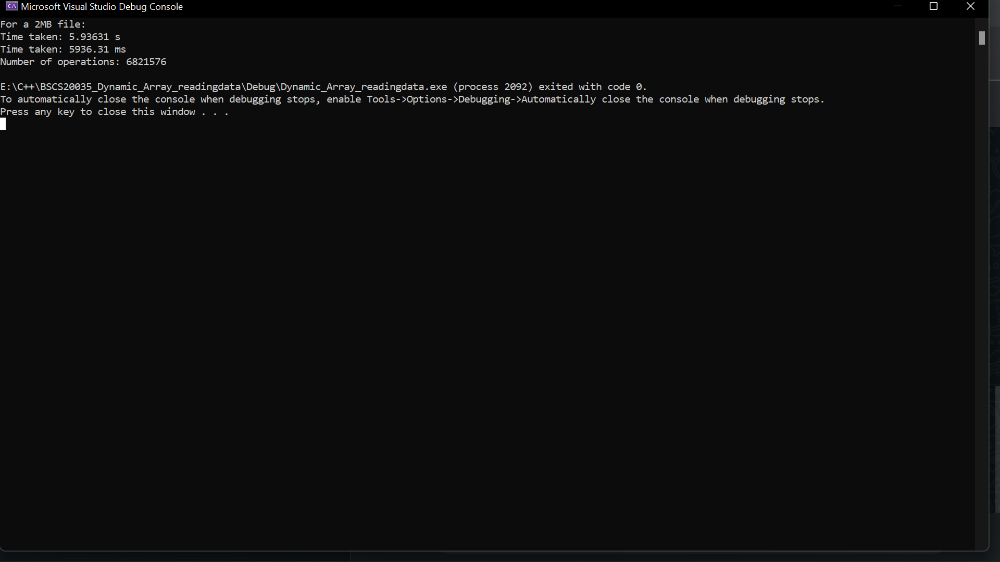 Microsoft Visual Studio Debug Console
For a 2MB file:
Time taken: 5.93631 s
Time taken: 5936.31 ms
Number of operations: 6821576
E:\C++\BSCS20035_Dynamic_Array_readingdata\Debug\Dynamic_Array_readingdata.exe (process 2092) exited with code 0.
To automatically close the console when debugging stops, enable Tools->Options->Debugging->Automatically close the console when debugging stops.
Press any key to close this window . . .